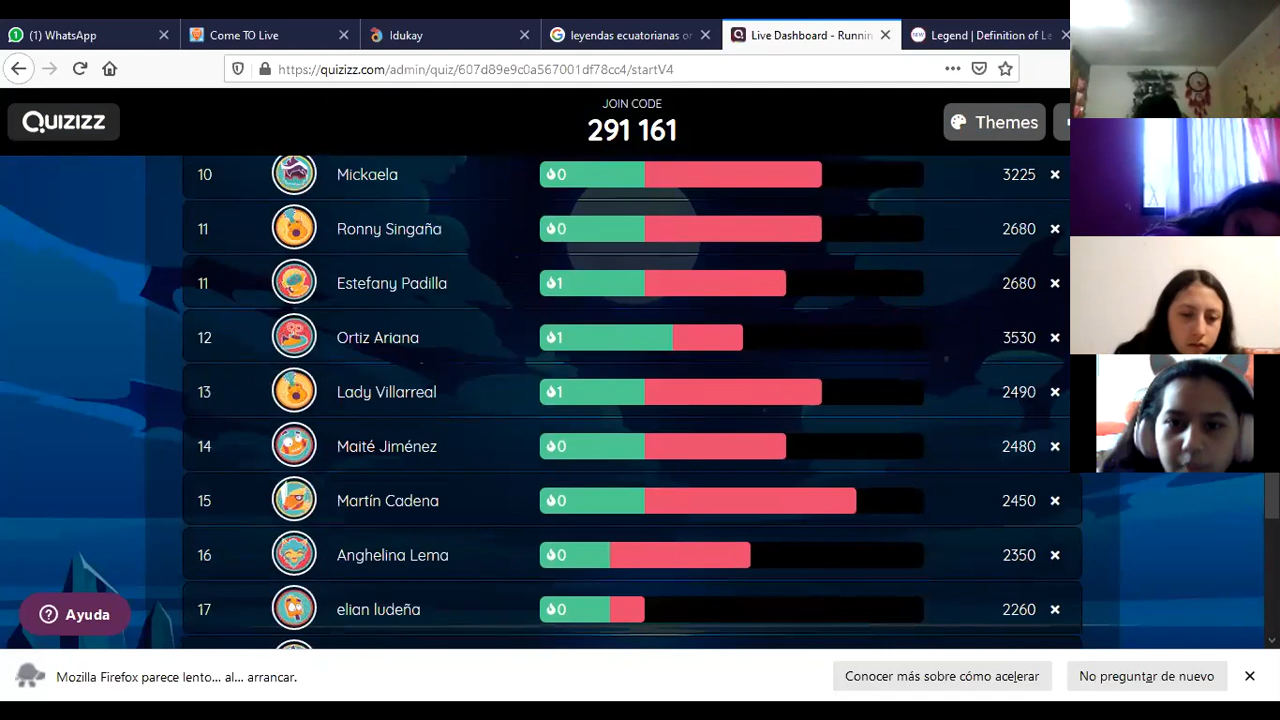 (1) WhatsApp
Come TO Live
Idukay
leyendas ecuatorianas or
Live Dashboard - Runnin
Legend | Definition of Le
https://quizizz.com/admin/quiz/607d89e9c0a567001df78cc4/startV4
Quizizz
JOIN CODE
291 161
Themes
10 Mickaela 0 3225
11 Ronny Singaña 0 2680
11 Estefany Padilla 1 2680
12 Ortiz Ariana 1 3530
13 Lady Villarreal 1 2490
14 Maité Jiménez 0 2480
15 Martín Cadena 0 2450
16 Anghelina Lema 0 2350
17 elian ludeña 0 2260
Ayuda
Mozilla Firefox parece lento... al... arrancar.
Conocer más sobre cómo acelerar
No preguntar de nuevo